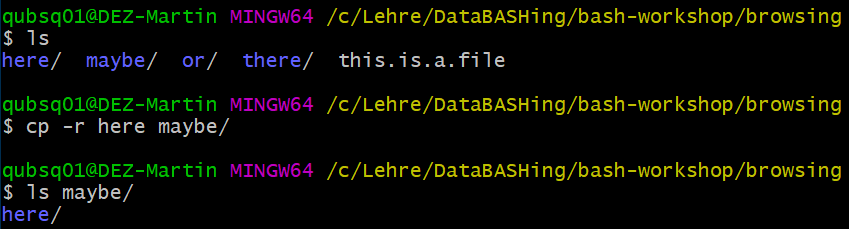 qubsq01@DEZ-Martin MINGW64 /c/Lehre/DataBASHing/bash-workshop/browsing
$ ls
here/  maybe/  or/  there/  this.is.a.file
qubsq01@DEZ-Martin MINGW64 /c/Lehre/DataBASHing/bash-workshop/browsing
$ cp -r here maybe/
qubsq01@DEZ-Martin MINGW64 /c/Lehre/DataBASHing/bash-workshop/browsing
$ ls maybe/
here/